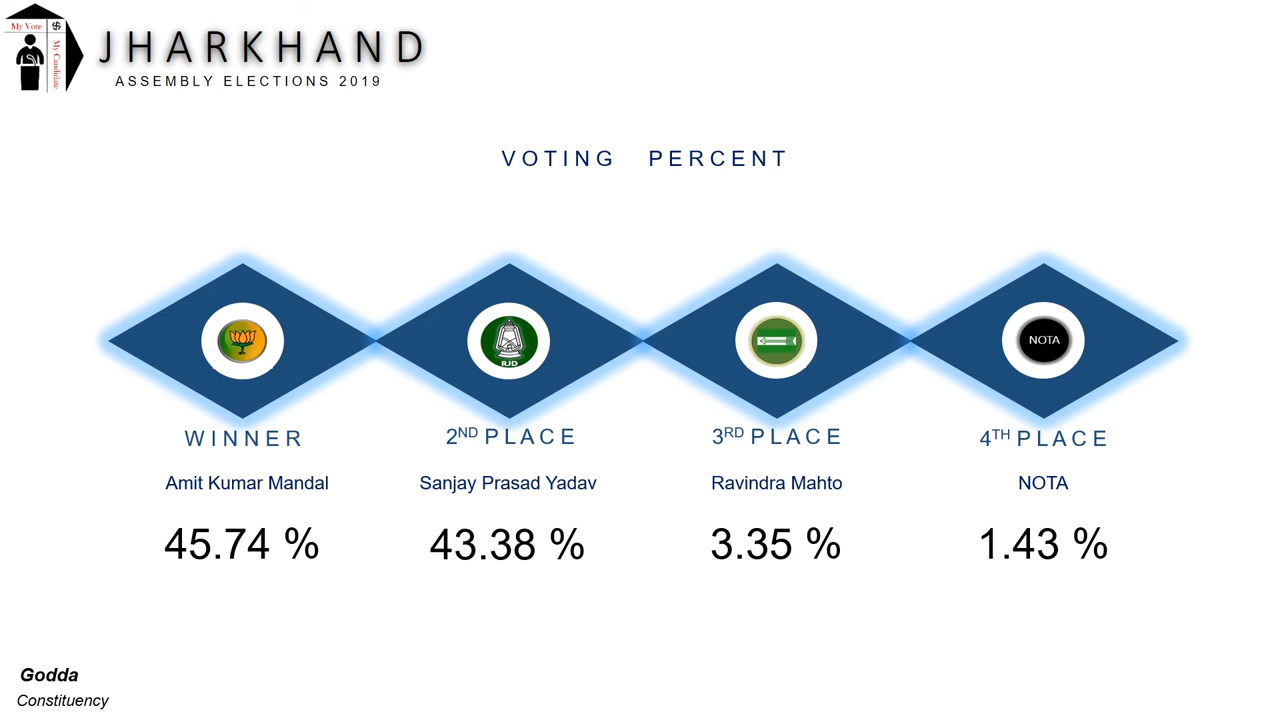 My Vote
My Candidate
JHARKHAND
ASSEMBLY ELECTIONS 2019
VOTING PERCENT
RJD
NOTA
WINNER
2ND PLACE
3RD PLACE
4TH PLACE
Amit Kumar Mandal
Sanjay Prasad Yadav
Ravindra Mahto
NOTA
45.74 %
43.38 %
3.35 %
1.43 %
Godda
Constituency